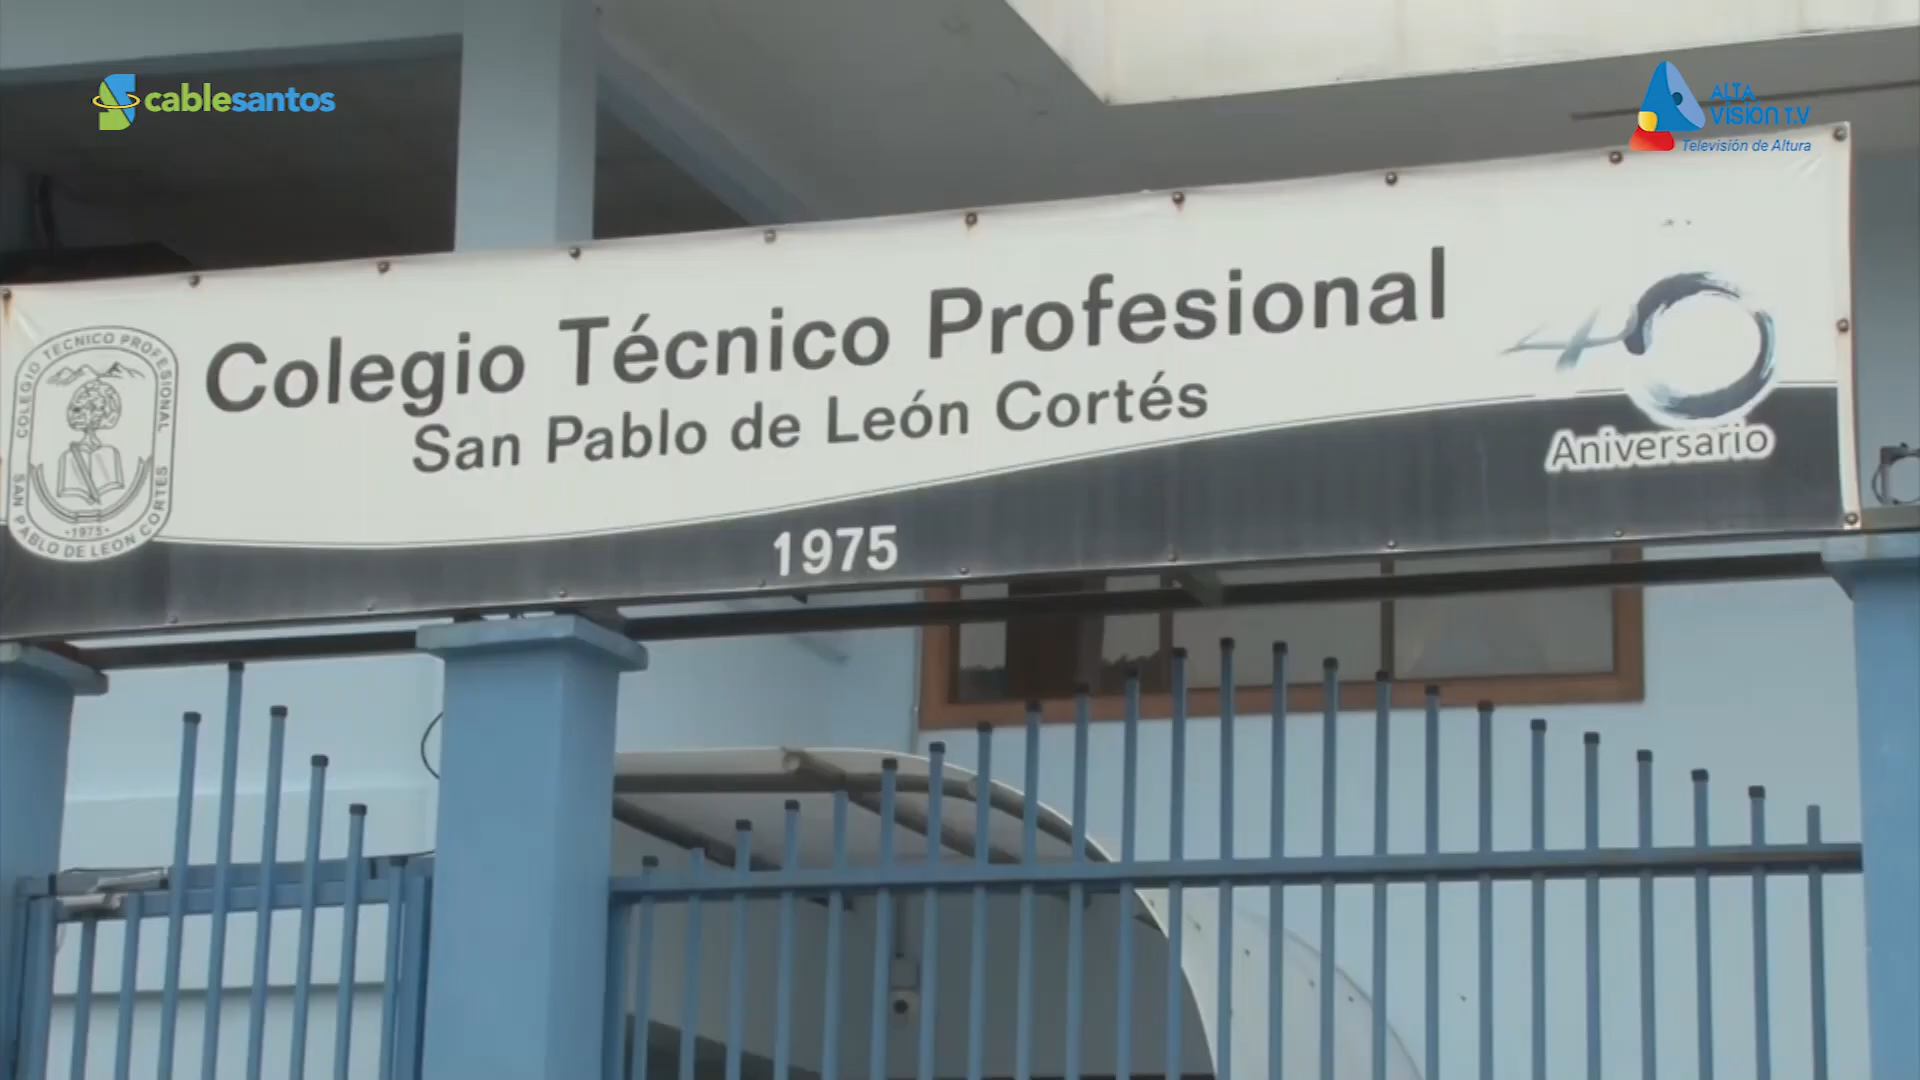 cablesantos
ALTA
VISION T.V
Televisión de Altura
Colegio Técnico Profesional
San Pablo de León Cortés
1975
40
Aniversario
COLEGIO TECNICO PROFESIONAL
SAN PABLO DE LEON CORTES
·1975·